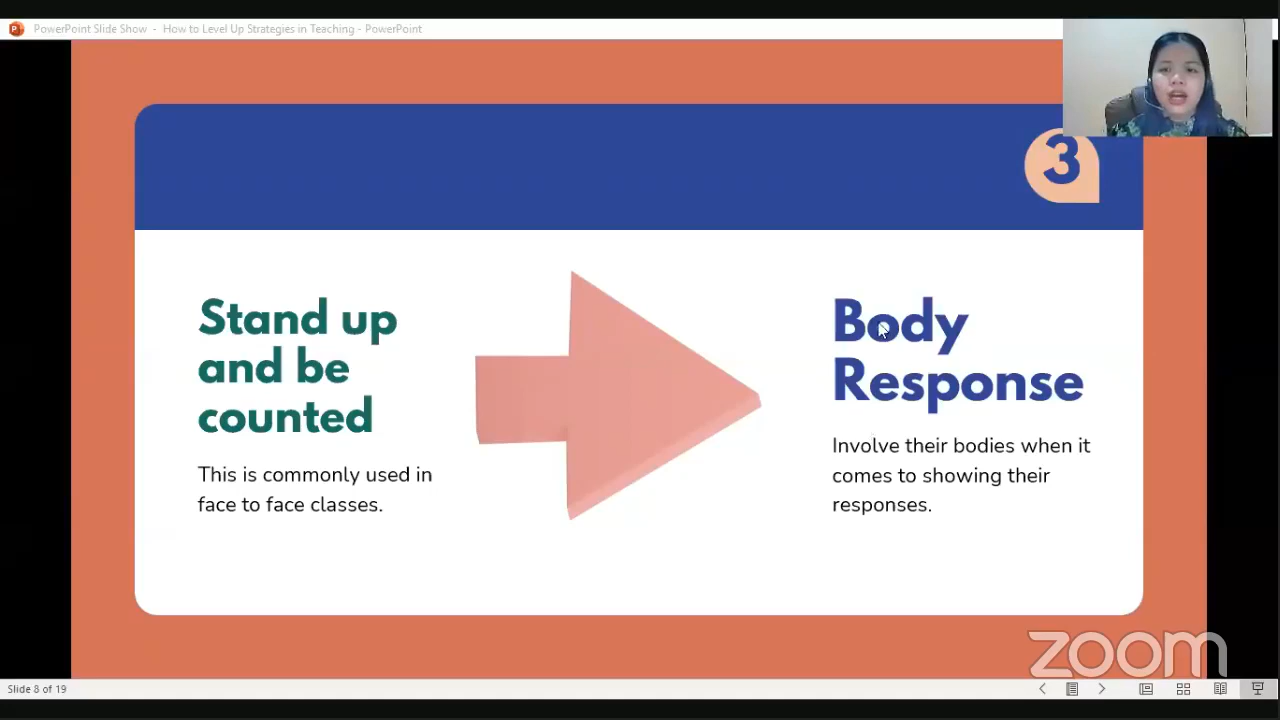 PowerPoint Slide Show - How to Level Up Strategies in Teaching - PowerPoint
3
Stand up
and be
counted
This is commonly used in
face to face classes.
Body
Response
Involve their bodies when it
comes to showing their
responses.
zoom
Slide 8 of 19